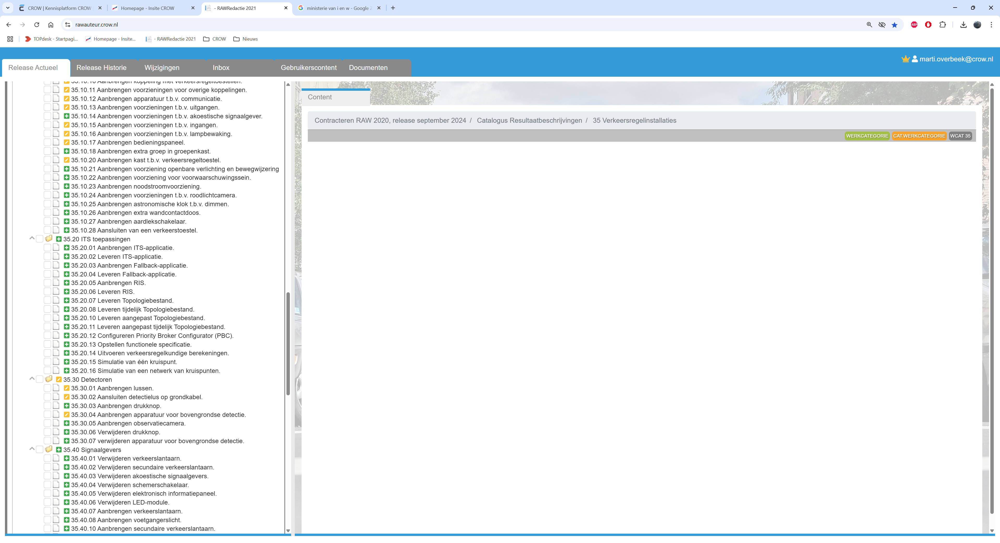 CROW | Kennisplatform CROW
Homepage - Insite CROW
- RAWRedactie 2021
ministerie van i en w - Google
rawauteur.crow.nl
ABP
TOPdesk - Startpagi...
Homepage - Insite...
- RAWRedactie 2021
CROW
Nieuws
marti.overbeek@crow.nl
Release Actueel
Release Historie
Wijzigingen
Inbox
Gebruikerscontent
Documenten
35.10.10 Aanbrengen koppeling met verkeersregeltoestellen.
35.10.11 Aanbrengen voorzieningen voor overige koppelingen.
35.10.12 Aanbrengen apparatuur t.b.v. communicatie.
35.10.13 Aanbrengen voorzieningen t.b.v. uitgangen.
35.10.14 Aanbrengen voorzieningen t.b.v. akoestische signaalgever.
35.10.15 Aanbrengen voorzieningen t.b.v. ingangen.
35.10.16 Aanbrengen voorzieningen t.b.v. lampbewaking.
35.10.17 Aanbrengen bedieningspaneel.
35.10.18 Aanbrengen extra groep in groepenkast.
35.10.20 Aanbrengen kast t.b.v. verkeersregeltoestel.
35.10.21 Aanbrengen voorziening openbare verlichting en bewegwijzering
35.10.22 Aanbrengen voorziening voor voorwaarschuwingssein.
35.10.23 Aanbrengen noodstroomvoorziening.
35.10.24 Aanbrengen voorzieningen t.b.v. roodlichtcamera.
35.10.25 Aanbrengen astronomische klok t.b.v. dimmen.
35.10.26 Aanbrengen extra wandcontactdoos.
35.10.27 Aanbrengen aardlekschakelaar.
35.10.28 Aansluiten van een verkeerstoestel.
35.20 ITS toepassingen
35.20.01 Aanbrengen ITS-applicatie.
35.20.02 Leveren ITS-applicatie.
35.20.03 Aanbrengen Fallback-applicatie.
35.20.04 Leveren Fallback-applicatie.
35.20.05 Aanbrengen RIS.
35.20.06 Leveren RIS.
35.20.07 Leveren Topologiebestand.
35.20.08 Leveren tijdelijk Topologiebestand.
35.20.10 Leveren aangepast Topologiebestand.
35.20.11 Leveren aangepast tijdelijk Topologiebestand.
35.20.12 Configureren Priority Broker Configurator (PBC).
35.20.13 Opstellen functionele specificatie.
35.20.14 Uitvoeren verkeersregelkundige berekeningen.
35.20.15 Simulatie van één kruispunt.
35.20.16 Simulatie van een netwerk van kruispunten.
35.30 Detectoren
35.30.01 Aanbrengen lussen.
35.30.02 Aansluiten detectielus op grondkabel.
35.30.03 Aanbrengen drukknop.
35.30.04 Aanbrengen apparatuur voor bovengrondse detectie.
35.30.05 Aanbrengen observatiecamera.
35.30.06 Verwijderen drukknop.
35.30.07 verwijderen apparatuur voor bovengrondse detectie.
35.40 Signaalgevers
35.40.01 Verwijderen verkeerslantaarn.
35.40.02 Verwijderen secundaire verkeerslantaarn.
35.40.03 Verwijderen akoestische signaalgevers.
35.40.04 Verwijderen schemerschakelaar.
35.40.05 Verwijderen elektronisch informatiepaneel.
35.40.06 Verwijderen LED-module.
35.40.07 Aanbrengen verkeerslantaarn.
35.40.08 Aanbrengen voetgangerslicht.
35.40.10 Aanbrengen secundaire verkeerslantaarn.
Content
Contracteren RAW 2020, release september 2024 / Catalogus Resultaatbeschrijvingen / 35 Verkeersregelinstallaties
WERKCATEGORIE CAT.WERKCATEGORIE WCAT 35